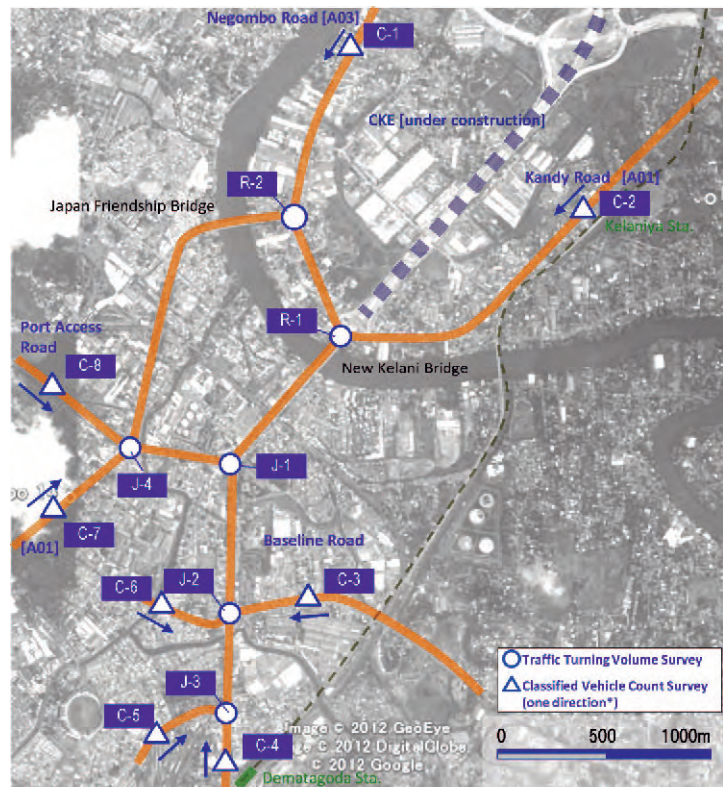 Negombo Road [A03]
C-1
CKE [under construction]
Kandy Road [A01]
R-2
C-2
Japan Friendship Bridge
Kelaniya Sta.
R-1
Port Access
Road
New Kelani Bridge
C-8
J-4
J-1
C-7
[A01]
Baseline Road
J-2
C-6
C-3
J-3
C-5
C-4
Image © 2012 GeoEye
© 2012 DigitalGlobe
© 2012 Google
Dematagoda Sta.
Traffic Turning Volume Survey
Classified Vehicle Count Survey
(one direction*)
0 500 1000m